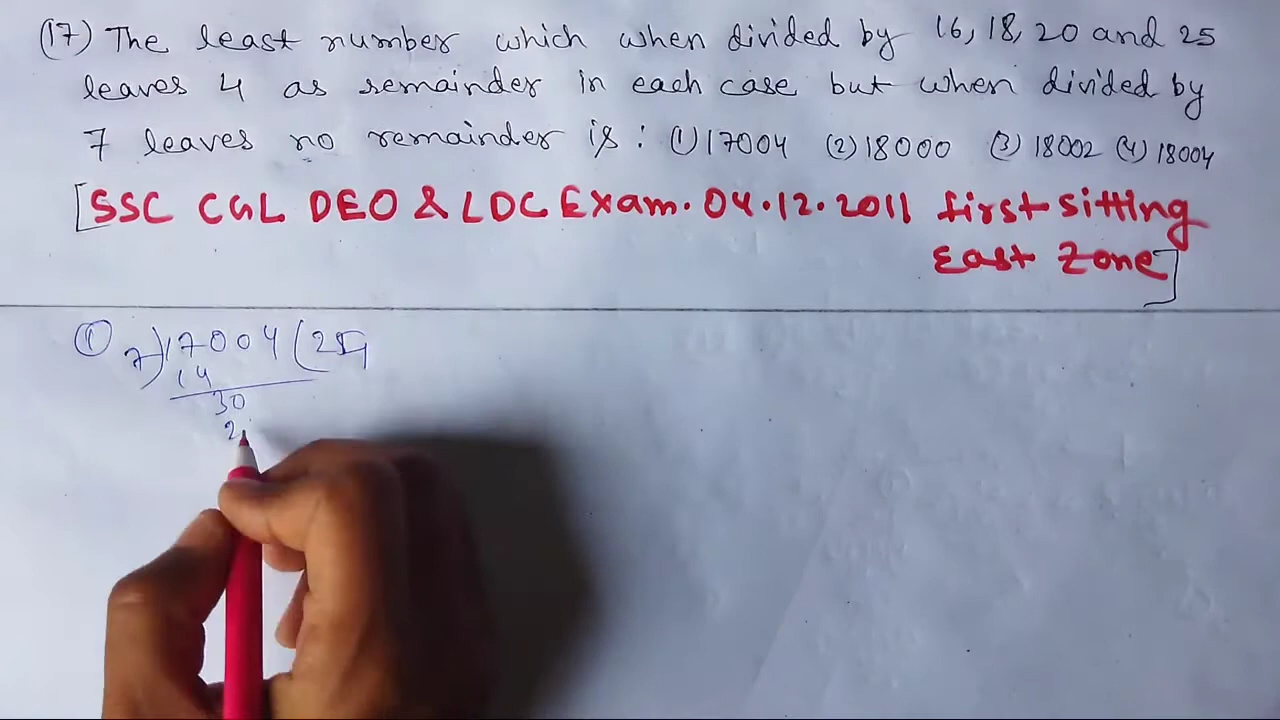 (17) The least number which when divided by 16, 18, 20 and 25
leaves 4 as remainder in each case but when divided by
7 leaves no remainder is : (1) 17004 (2) 18000 (3) 18002 (4) 18004
[SSC CGL DEO & LDC Exam. 04.12.2011 first sitting
East Zone]
(1) 7)17004(
14
30
2